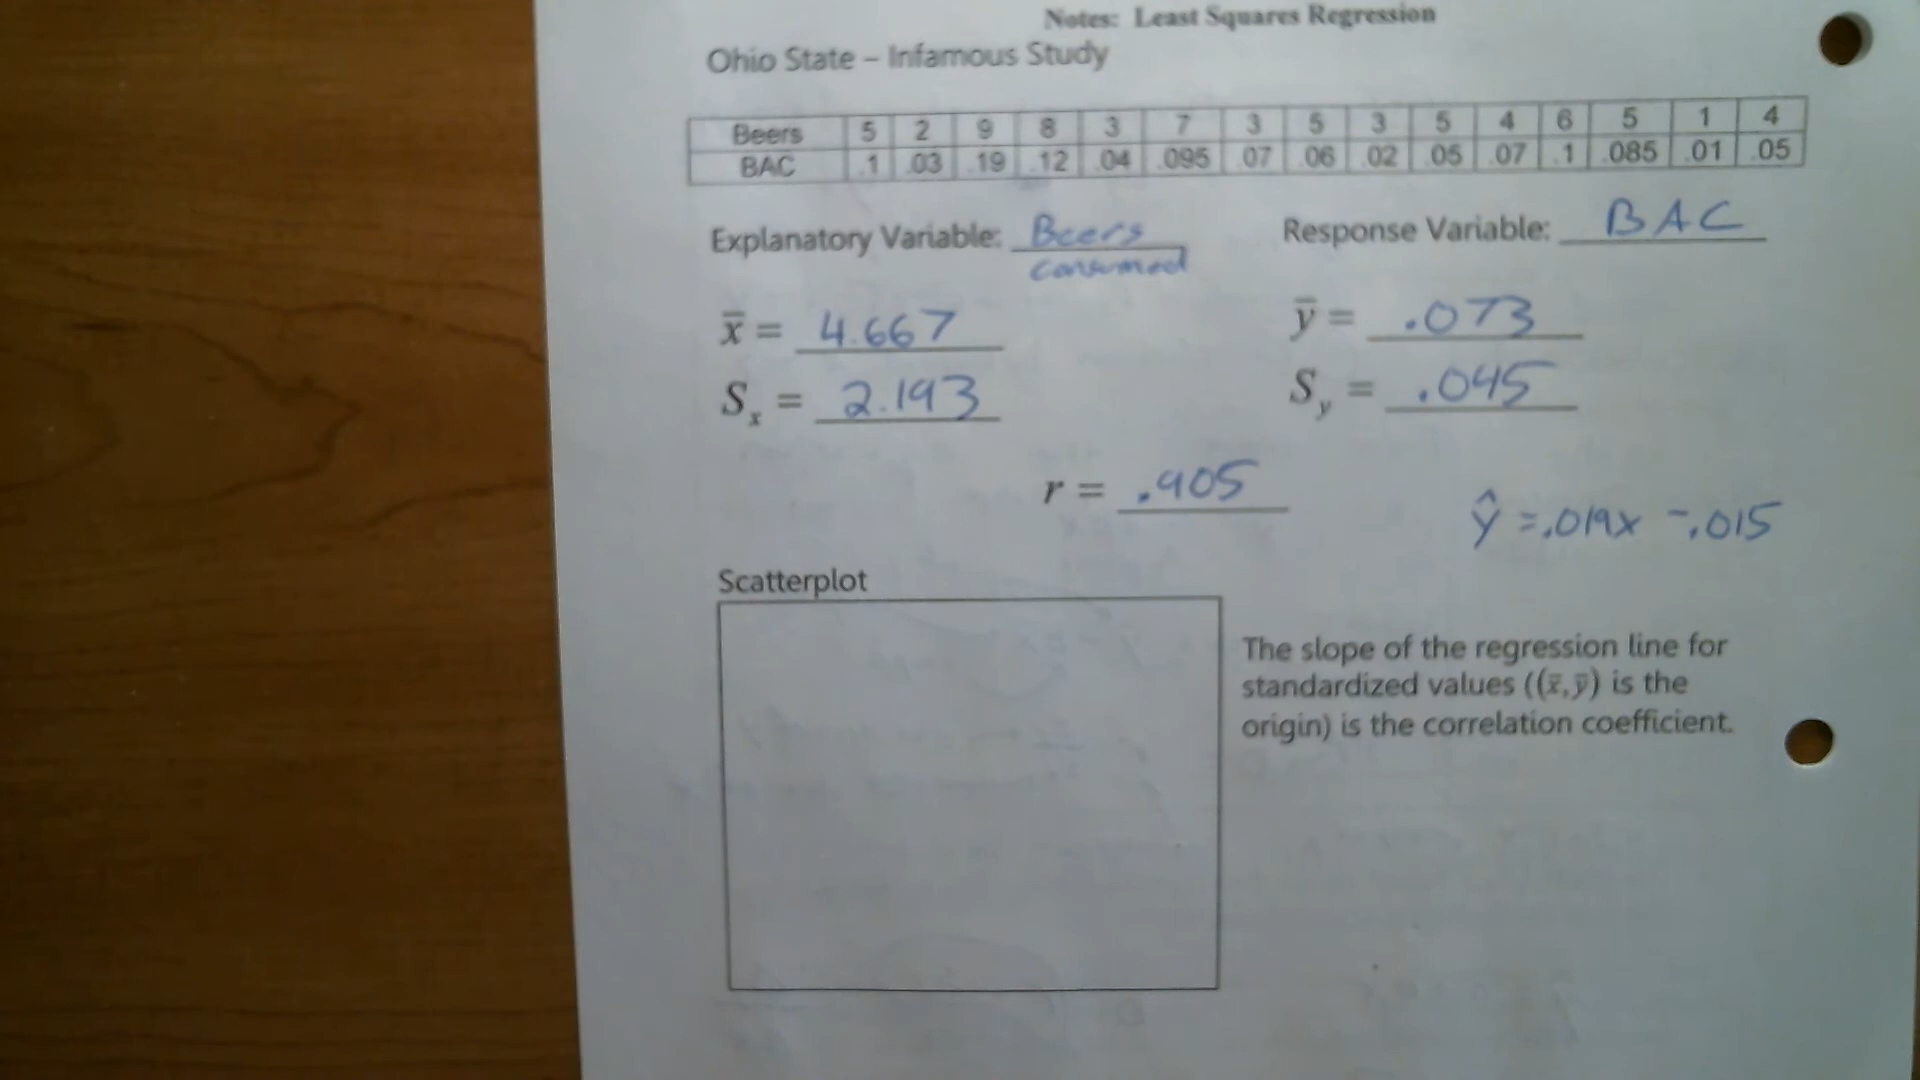 Notes: Least Squares Regression
Ohio State – Infamous Study
Beers 5 2 9 8 3 7 3 5 3 5 4 6 5 1 4
BAC .1 .03 .19 .12 .04 .095 .07 .06 .02 .05 .07 .1 .085 .01 .05
Explanatory Variable: Beers consumed Response Variable: BAC
x̄ = 4.667 ȳ = .073
Sx = 2.193 Sy = .045
r = .905
ŷ = .019x -.015
Scatterplot
The slope of the regression line for
standardized values ((x̄,ȳ) is the
origin) is the correlation coefficient.